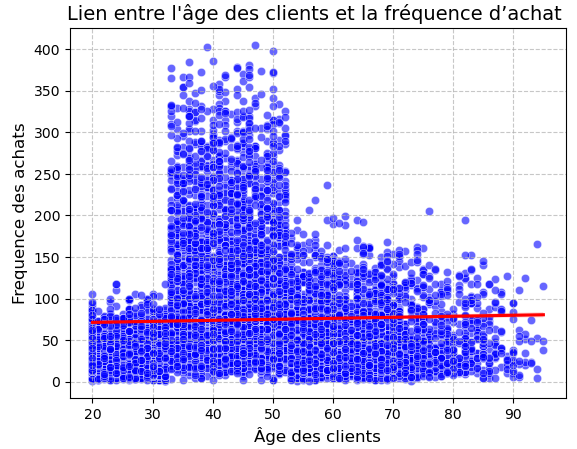 Lien entre l'âge des clients et la fréquence d’achat
400
350
300
250
200
150
100
50
0
Frequence des achats
20 30 40 50 60 70 80 90
Âge des clients